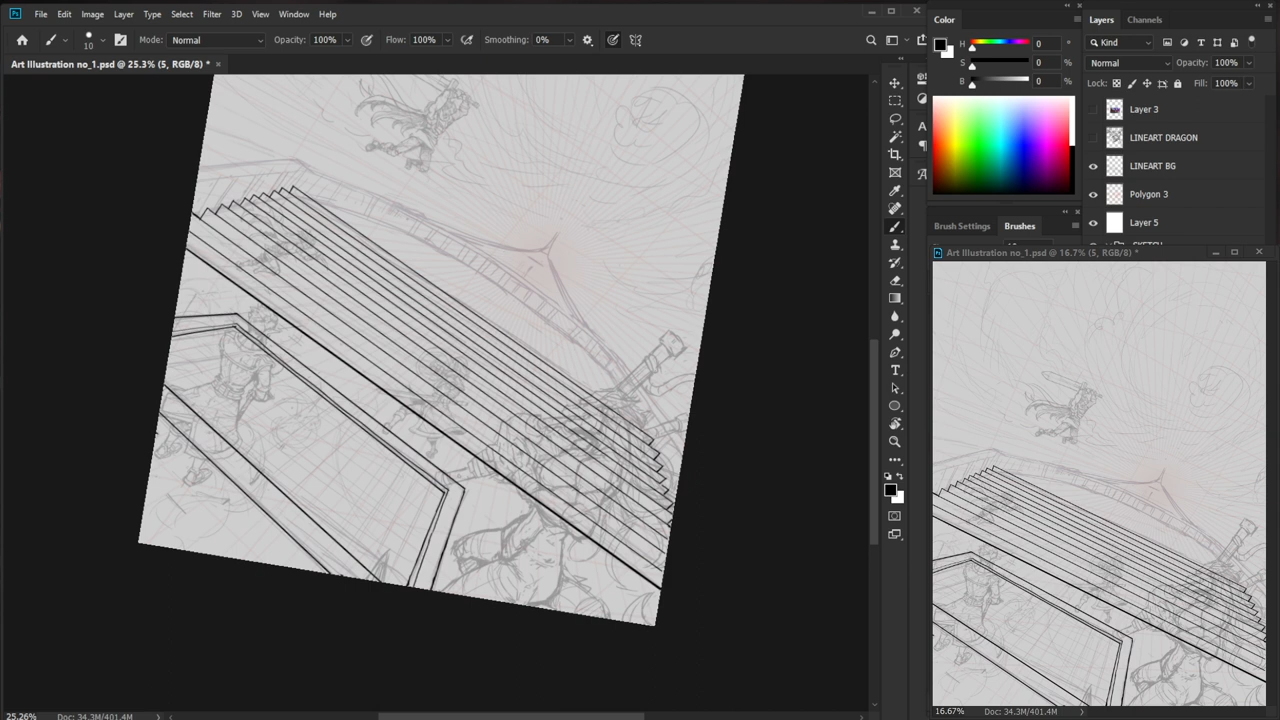 File Edit Image Layer Type Select Filter 3D View Window Help
10 Mode: Normal Opacity: 100% Flow: 100% Smoothing: 0%
Art Illustration no_1.psd @ 25.3% (5, RGB/8) *
25.26% Doc: 34.3M/401.4M
Color
H 0 °
S 0 %
B 0 %
Brush Settings Brushes
Layers Channels
Kind
Normal Opacity: 100%
Lock: Fill: 100%
Layer 3
LINEART DRAGON
LINEART BG
Polygon 3
Layer 5
Art Illustration no_1.psd @ 16.7% (5, RGB/8) *
16.67% Doc: 34.3M/401.4M